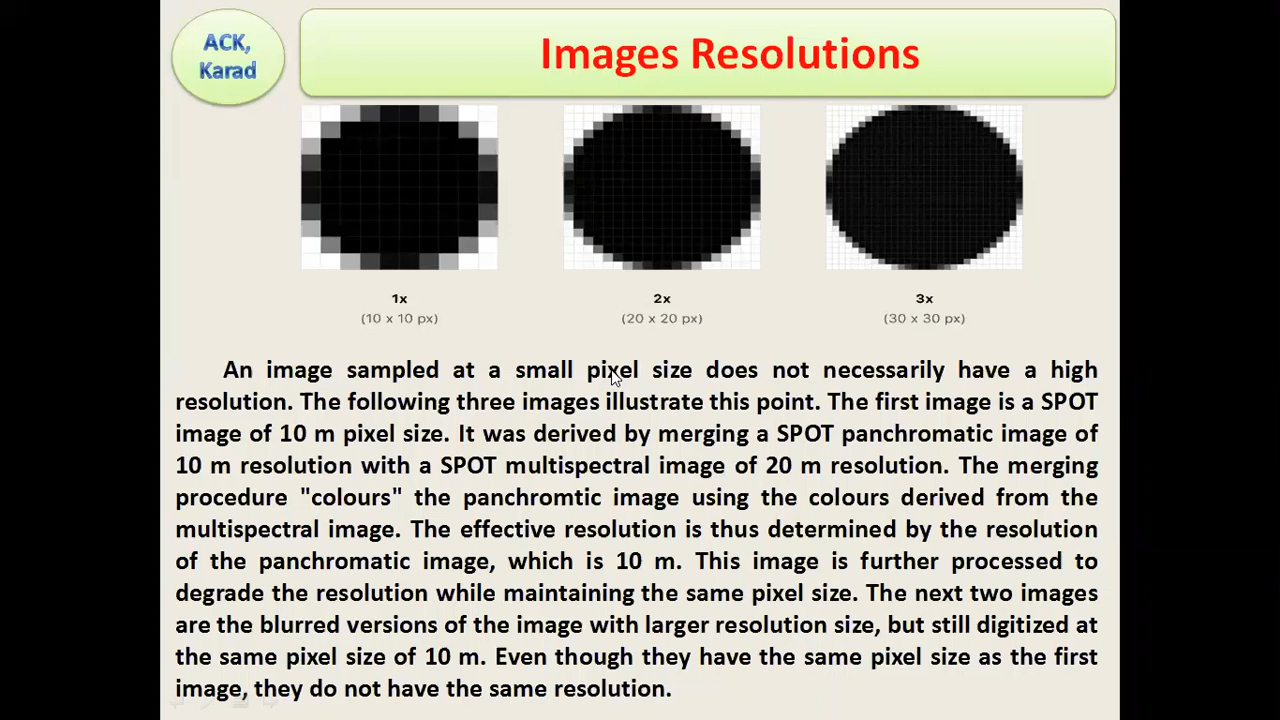 ACK,
Karad
Images Resolutions
1x
(10 x 10 px)
2x
(20 x 20 px)
3x
(30 x 30 px)
An image sampled at a small pixel size does not necessarily have a high
resolution. The following three images illustrate this point. The first image is a SPOT
image of 10 m pixel size. It was derived by merging a SPOT panchromatic image of
10 m resolution with a SPOT multispectral image of 20 m resolution. The merging
procedure "colours" the panchromtic image using the colours derived from the
multispectral image. The effective resolution is thus determined by the resolution
of the panchromatic image, which is 10 m. This image is further processed to
degrade the resolution while maintaining the same pixel size. The next two images
are the blurred versions of the image with larger resolution size, but still digitized at
the same pixel size of 10 m. Even though they have the same pixel size as the first
image, they do not have the same resolution.